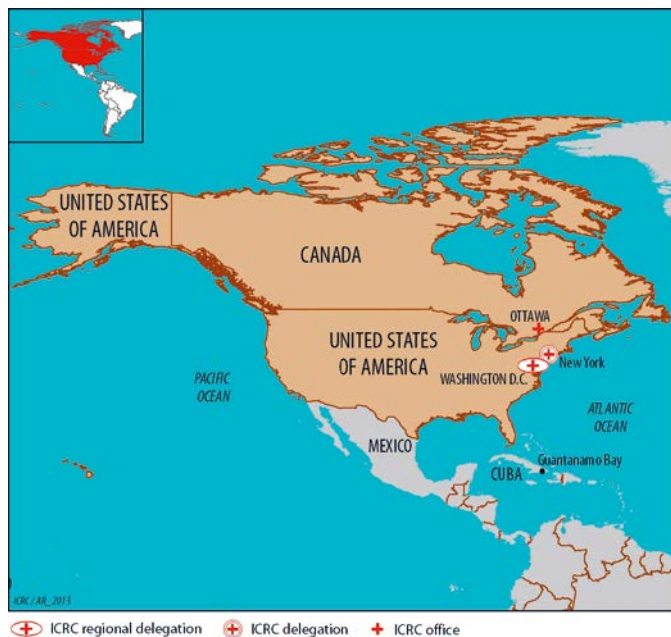 UNITED STATES
OF AMERICA
CANADA
OTTAWA
UNITED STATES
OF AMERICA
New York
WASHINGTON D.C.
PACIFIC
OCEAN
ATLANTIC
OCEAN
MEXICO
Guantanamo Bay
CUBA
ICRC / AR_2013
ICRC regional delegation
ICRC delegation
ICRC office